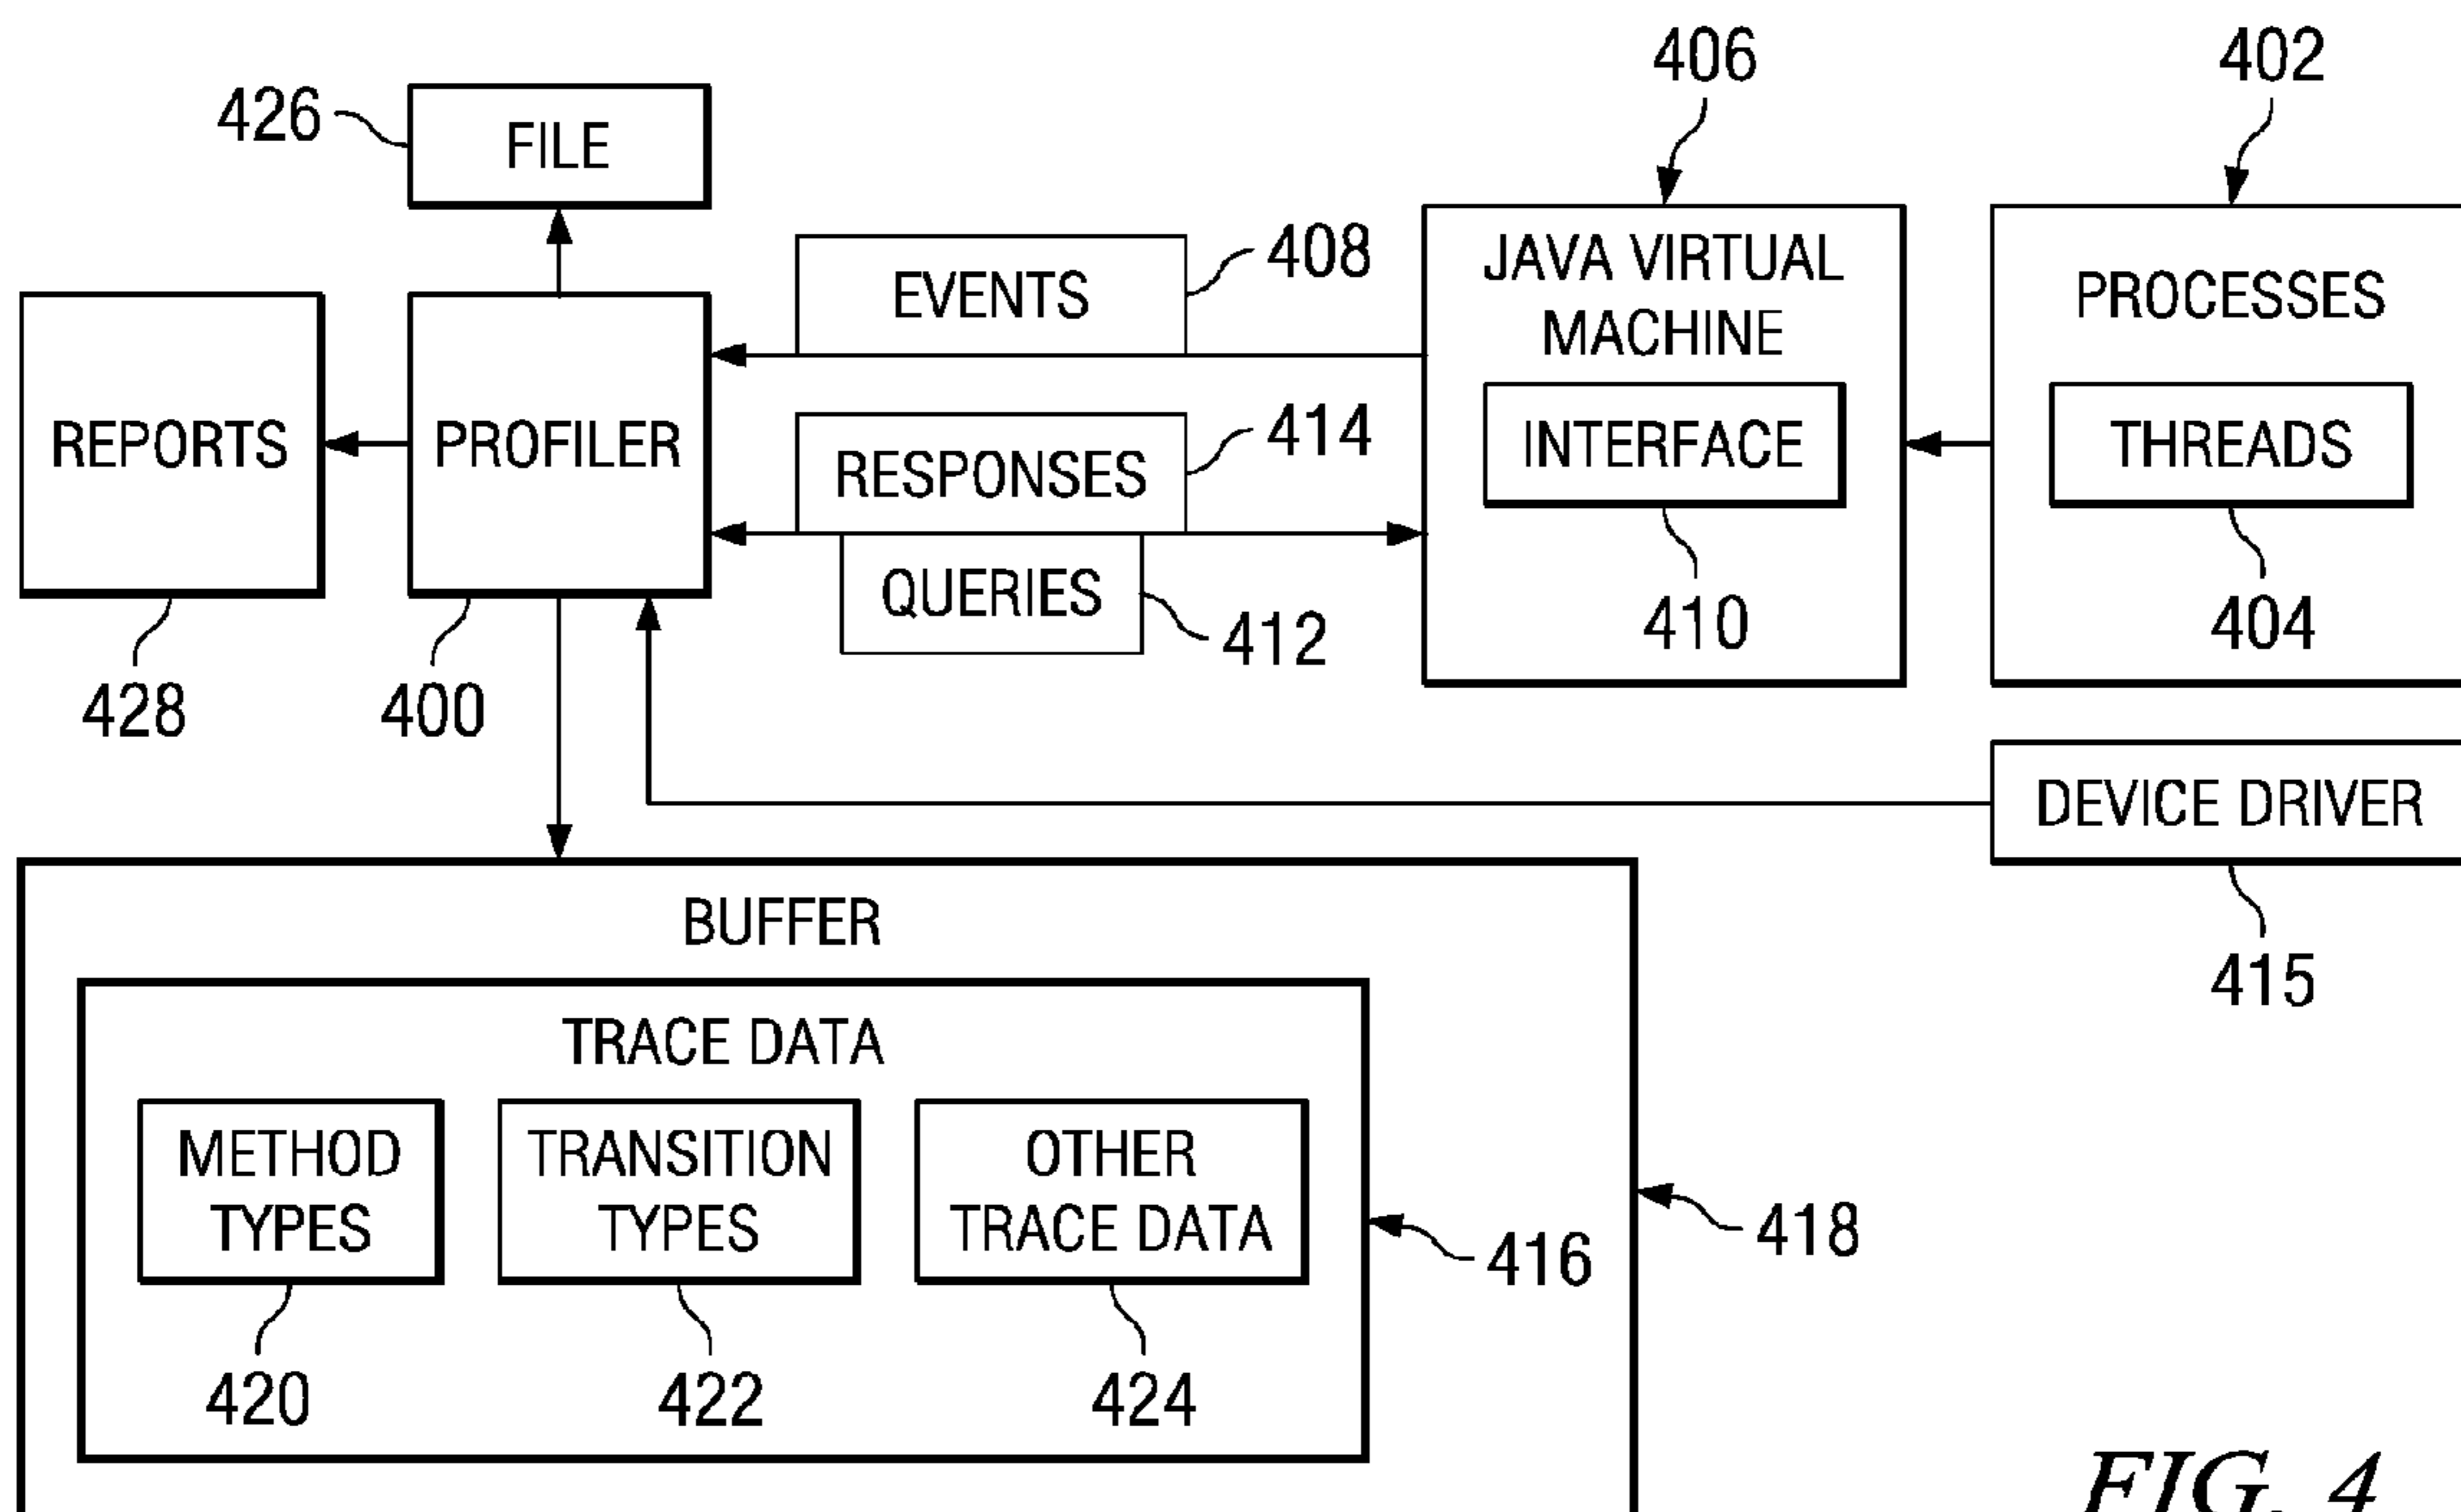 406
402
426
FILE
EVENTS
408
JAVA VIRTUAL
MACHINE
PROCESSES
REPORTS
PROFILER
RESPONSES
414
INTERFACE
THREADS
QUERIES
412
410
404
428
400
DEVICE DRIVER
415
BUFFER
TRACE DATA
METHOD
TYPES
TRANSITION
TYPES
OTHER
TRACE DATA
416
418
420
422
424
FIG. 4